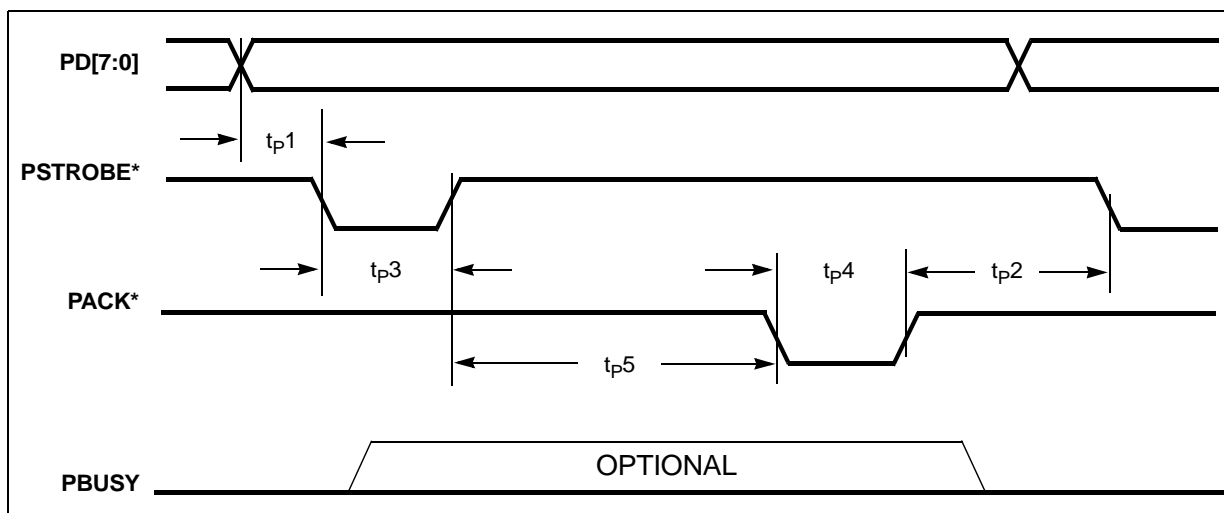 PD[7:0]
tP1
PSTROBE*
tP3
tP4
tP2
PACK*
tP5
OPTIONAL
PBUSY